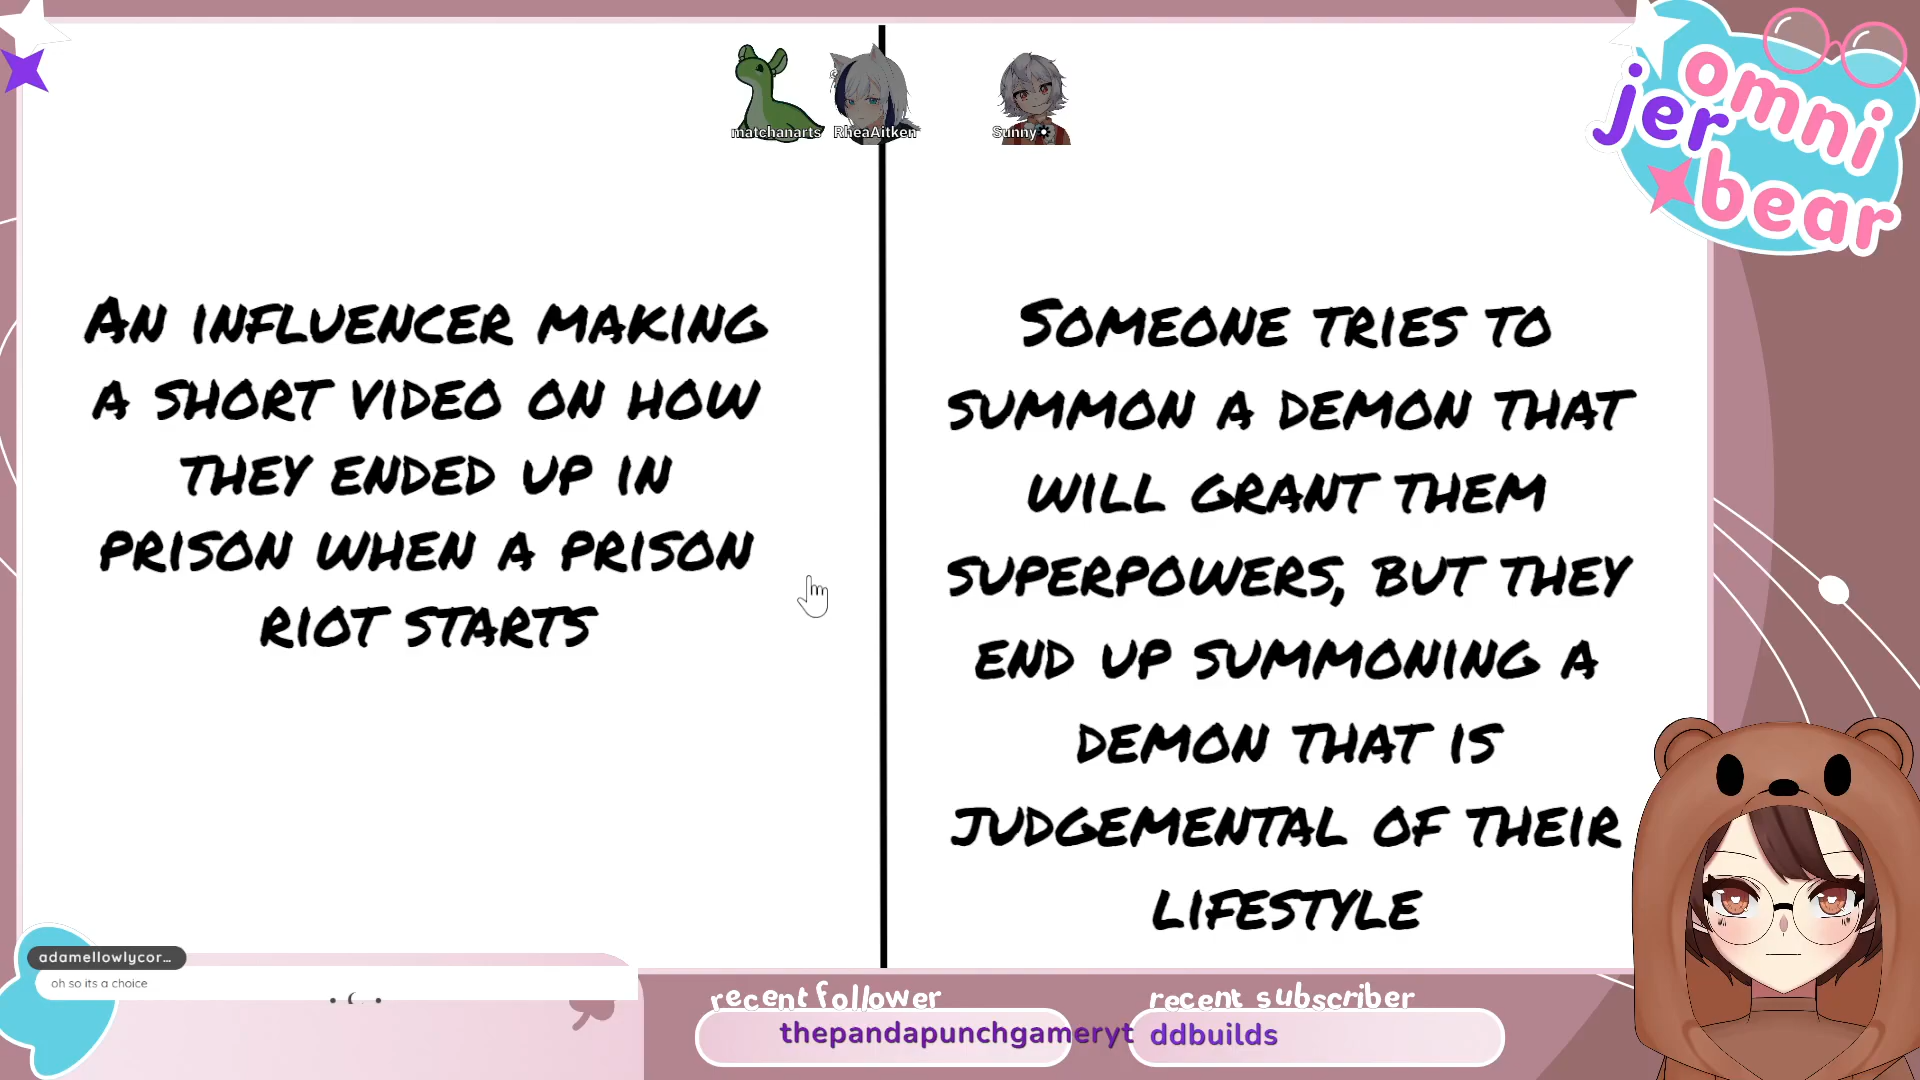 matchanarts
RheaAitken
Sunny
omni
jer
bear
An influencer making
a short video on how
they ended up in
prison when a prison
riot starts
Someone tries to
summon a demon that
will grant them
superpowers, but they
end up summoning a
demon that is
judgemental of their
lifestyle
adamellowlycor...
oh so its a choice
recent follower
thepandapunchgameryt
recent subscriber
ddbuilds